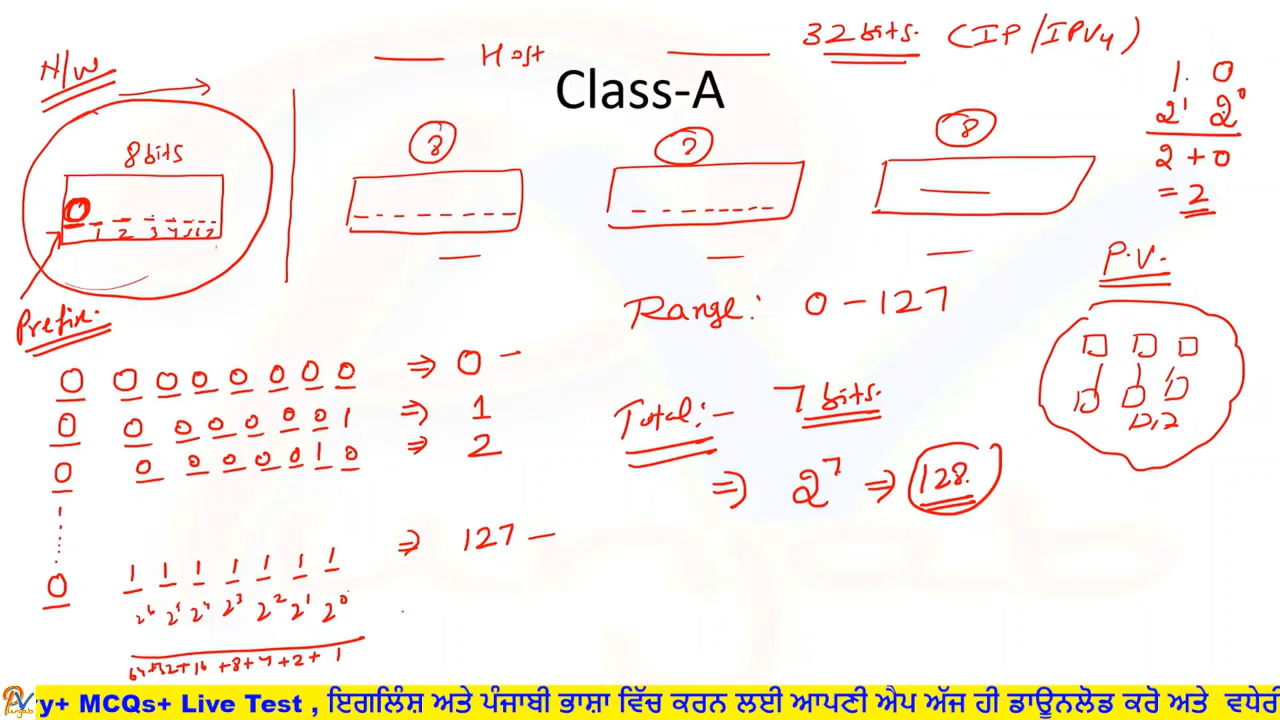 N/W
Host
32 bits. (IP/IPV4)
Class-A
1. 0
2¹ 2⁰
2 + 0
= 2
8 bits
8
8
0
1 2 3 4 5 6 7
Prefix.
P.V.
Range: 0 - 127
0 0 0 0 0 0 0 0 ⇒ 0 -
0 0 0 0 0 0 0 1 ⇒ 1
0 0 0 0 0 0 1 0 ⇒ 2
0 1 1 1 1 1 1 1 ⇒ 127 -
2⁶ 2⁵ 2⁴ 2³ 2² 2¹ 2⁰
64+32+16+8+4+2+1
Total:- 7 bits.
⇒ 2⁷ ⇒ 128.
y+ MCQs+ Live Test , ਇਗਲਿੰਸ਼ ਅਤੇ ਪੰਜਾਬੀ ਭਾਸ਼ਾ ਵਿੱਚ ਕਰਨ ਲਈ ਆਪਣੀ ਐਪ ਅੱਜ ਹੀ ਡਾਊਨਲੋਡ ਕਰੋ ਅਤੇ ਵਧੇਰੀ